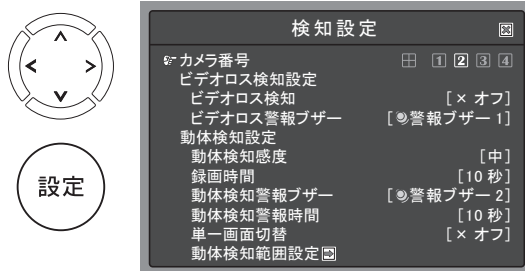 検知設定
カメラ番号 1 2 3 4
ビデオロス検知設定
ビデオロス検知 [× オフ]
ビデオロス警報ブザー [警報ブザー 1]
動体検知設定
動体検知感度 [中]
録画時間 [10 秒]
動体検知警報ブザー [警報ブザー 2]
動体検知警報時間 [10 秒]
単一画面切替 [× オフ]
動体検知範囲設定
設定